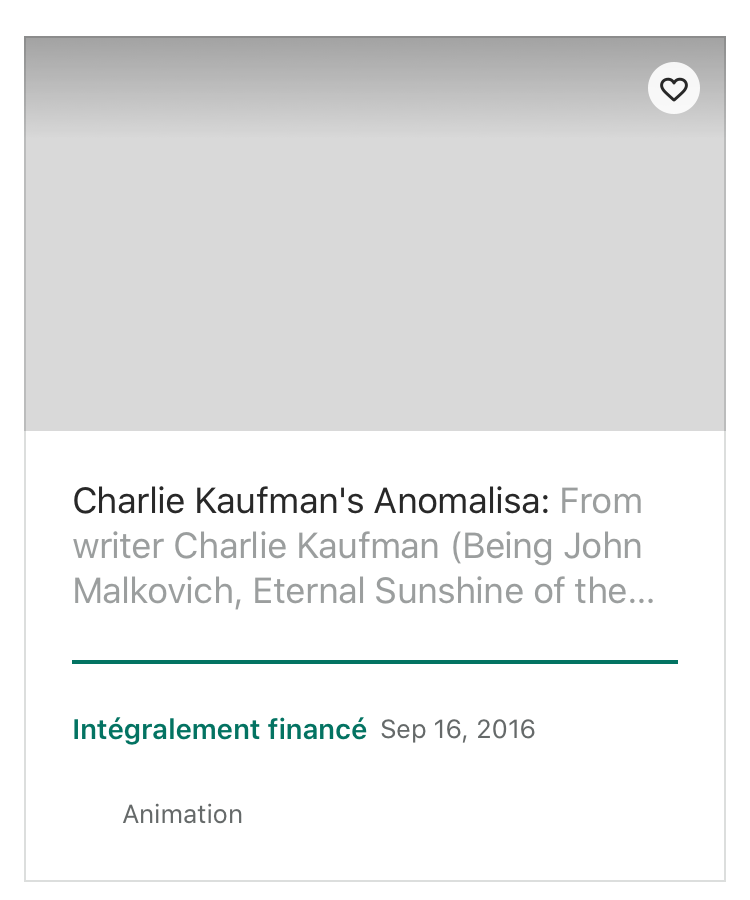 Charlie Kaufman's Anomalisa: From
writer Charlie Kaufman (Being John
Malkovich, Eternal Sunshine of the...
Intégralement financé Sep 16, 2016
Animation